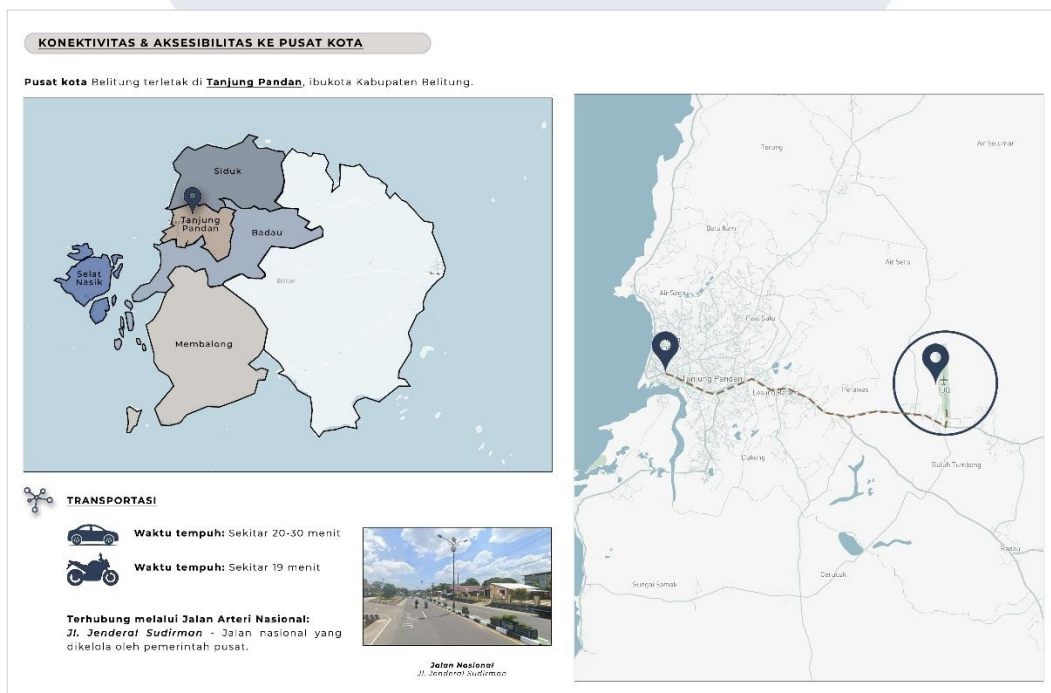 KONEKTIVITAS & AKSESIBILITAS KE PUSAT KOTA
Pusat kota Belitung terletak di Tanjung Pandan, ibukota Kabupaten Belitung.
Siduk
Tanjung
Pandan
Badau
Selat
Nasik
Membalong
TRANSPORTASI
Waktu tempuh: Sekitar 20-30 menit
Waktu tempuh: Sekitar 19 menit
Terhubung melalui Jalan Arteri Nasional:
Jl. Jenderal Sudirman - Jalan nasional yang
dikelola oleh pemerintah pusat.
Jalan Nasional
Jl. Jenderal Sudirman
Terong
Air Selumar
Air Seru
Tanjung Pandan
Perawas
Dukong
Buluh Tumbang
Badau
Cerucuk
Sungai Samak